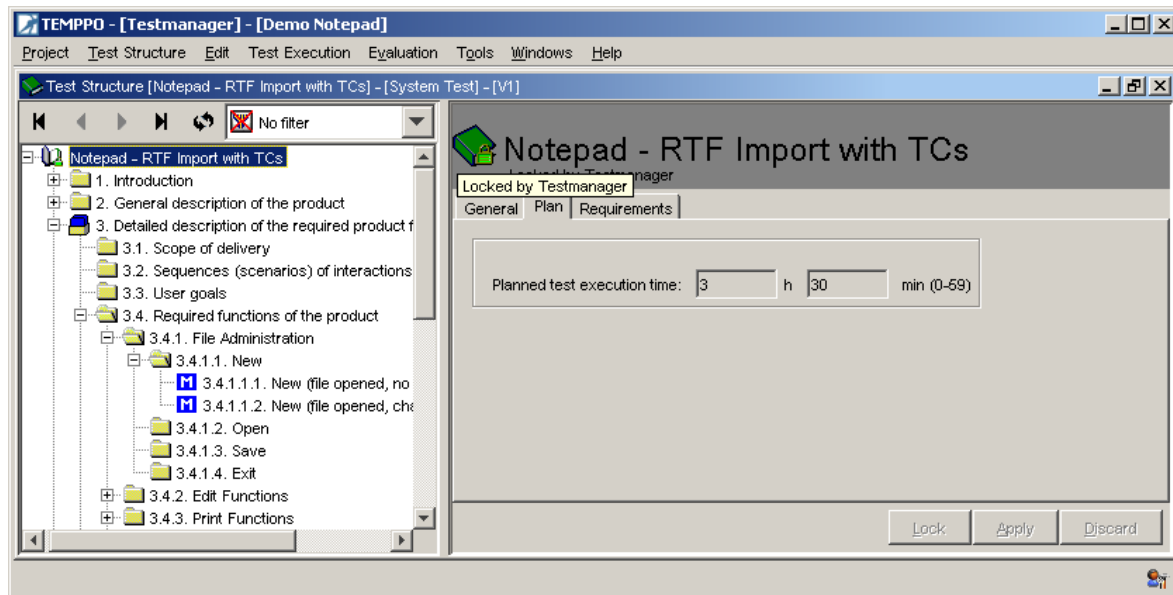 TEMPPO - [Testmanager] - [Demo Notepad]
Project Test Structure Edit Test Execution Evaluation Tools Windows Help
Test Structure [Notepad - RTF Import with TCs] - [System Test] - [V1]
No filter
Notepad - RTF Import with TCs
1. Introduction
2. General description of the product
3. Detailed description of the required product f
3.1. Scope of delivery
3.2. Sequences (scenarios) of interactions
3.3. User goals
3.4. Required functions of the product
3.4.1. File Administration
3.4.1.1. New
M 3.4.1.1.1. New (file opened, no
M 3.4.1.1.2. New (file opened, cha
3.4.1.2. Open
3.4.1.3. Save
3.4.1.4. Exit
3.4.2. Edit Functions
3.4.3. Print Functions
Notepad - RTF Import with TCs
Locked by Testmanager
Locked by Testmanager
General Plan Requirements
Planned test execution time: 3 h 30 min (0-59)
Lock Apply Discard